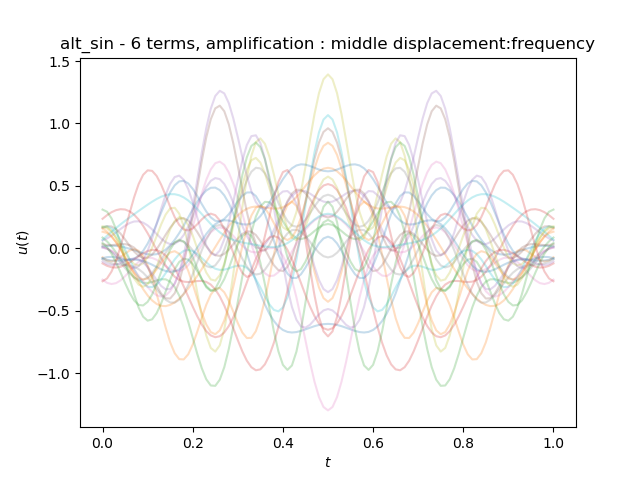 alt_sin - 6 terms, amplification : middle displacement:frequency
1.5
1.0
0.5
0.0
−0.5
−1.0
u(t)
0.0 0.2 0.4 0.6 0.8 1.0
t